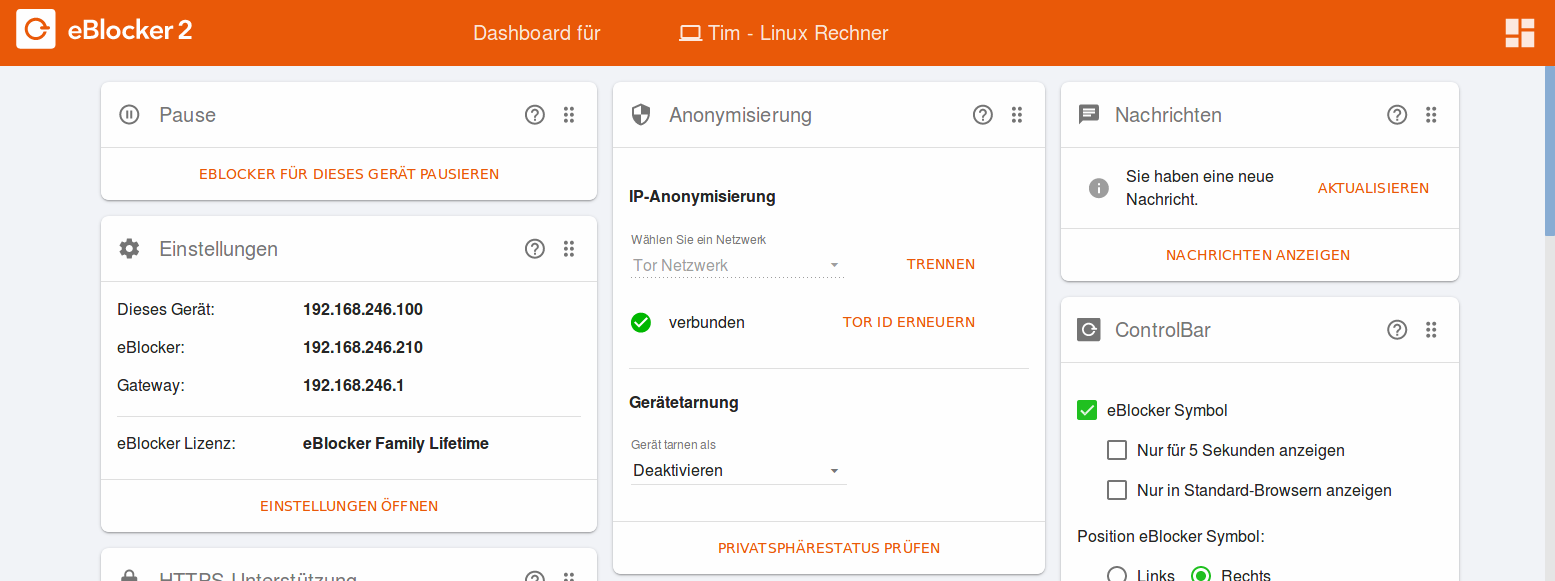 eBlocker 2
Dashboard für
Tim - Linux Rechner
Pause
EBLOCKER FÜR DIESES GERÄT PAUSIEREN
Einstellungen
Dieses Gerät: 192.168.246.100
eBlocker: 192.168.246.210
Gateway: 192.168.246.1
eBlocker Lizenz: eBlocker Family Lifetime
EINSTELLUNGEN ÖFFNEN
HTTPS-Unterstützung
Anonymisierung
IP-Anonymisierung
Wählen Sie ein Netzwerk
Tor Netzwerk
TRENNEN
verbunden
TOR ID ERNEUERN
Gerätetarnung
Gerät tarnen als
Deaktivieren
PRIVATSPHÄRESTATUS PRÜFEN
Nachrichten
Sie haben eine neue
Nachricht.
AKTUALISIEREN
NACHRICHTEN ANZEIGEN
ControlBar
eBlocker Symbol
Nur für 5 Sekunden anzeigen
Nur in Standard-Browsern anzeigen
Position eBlocker Symbol:
Links Rechts